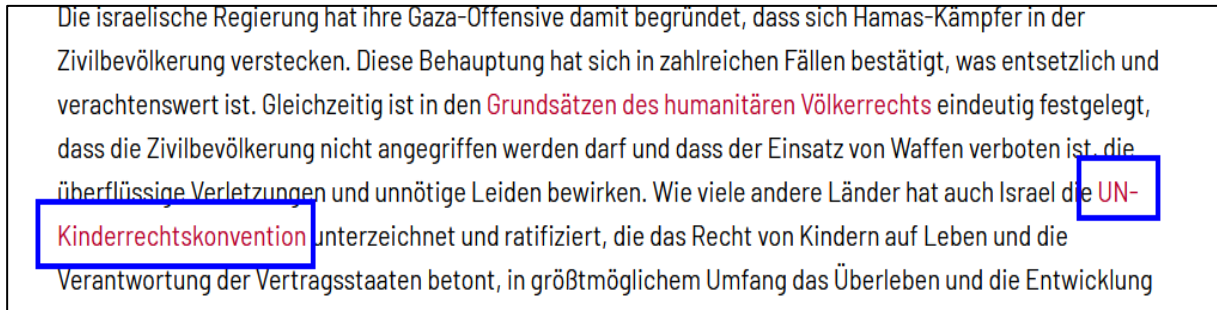 Die israelische Regierung hat ihre Gaza-Offensive damit begründet, dass sich Hamas-Kämpfer in der
Zivilbevölkerung verstecken. Diese Behauptung hat sich in zahlreichen Fällen bestätigt, was entsetzlich und
verachtenswert ist. Gleichzeitig ist in den Grundsätzen des humanitären Völkerrechts eindeutig festgelegt,
dass die Zivilbevölkerung nicht angegriffen werden darf und dass der Einsatz von Waffen verboten ist, die
überflüssige Verletzungen und unnötige Leiden bewirken. Wie viele andere Länder hat auch Israel die UN-
Kinderrechtskonvention unterzeichnet und ratifiziert, die das Recht von Kindern auf Leben und die
Verantwortung der Vertragsstaaten betont, in größtmöglichem Umfang das Überleben und die Entwicklung